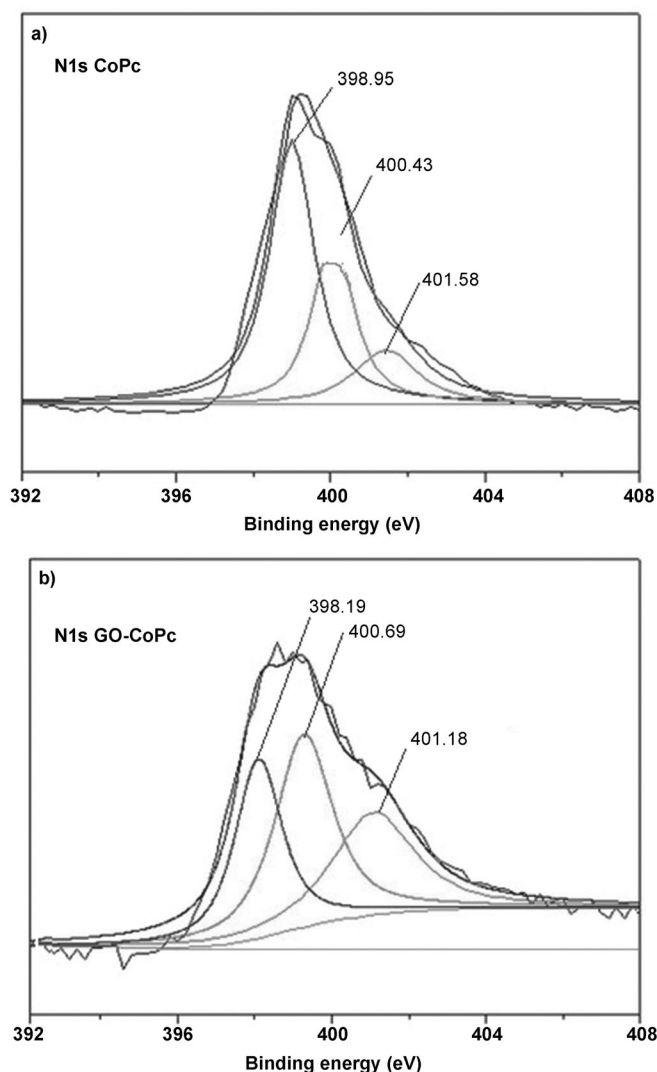 a)
N1s CoPc
398.95
400.43
401.58
392 396 400 404 408
Binding energy (eV)
b)
N1s GO-CoPc
398.19
400.69
401.18
392 396 400 404 408
Binding energy (eV)